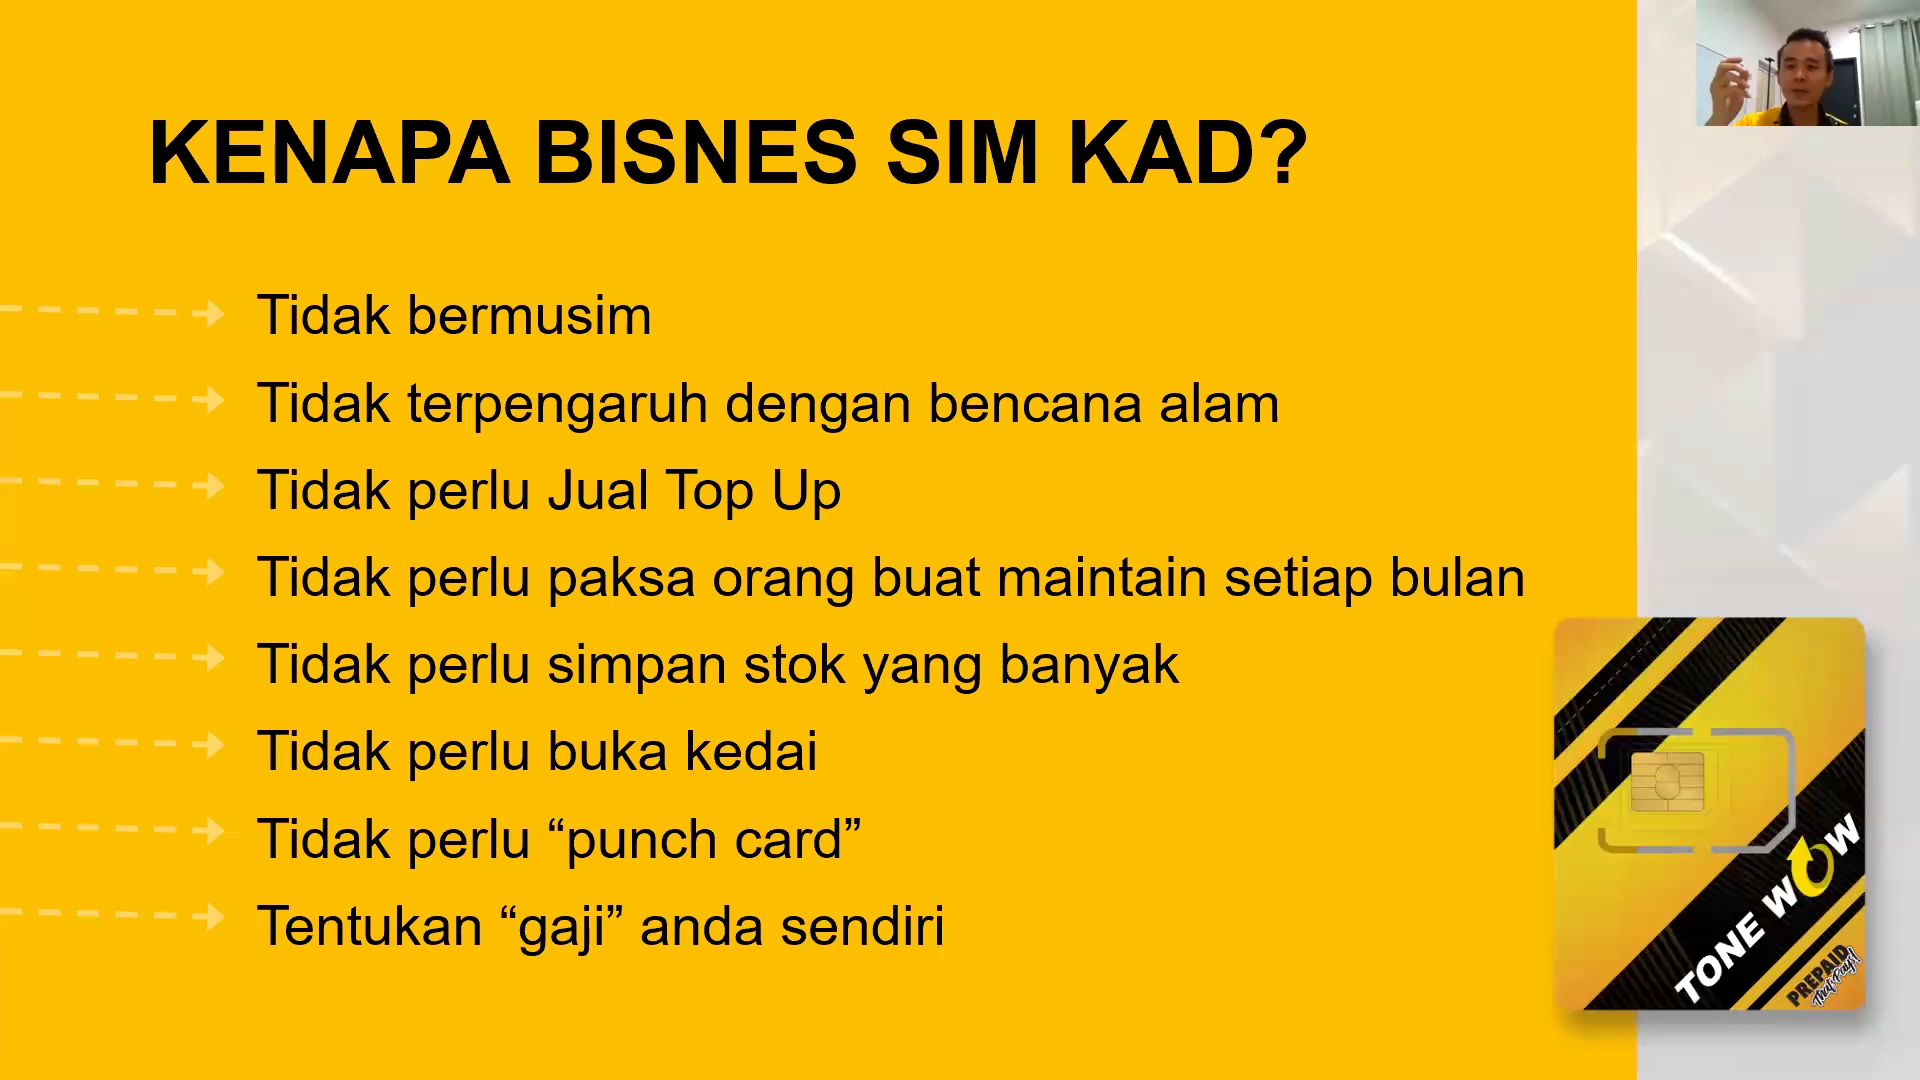 KENAPA BISNES SIM KAD?
Tidak bermusim
Tidak terpengaruh dengan bencana alam
Tidak perlu Jual Top Up
Tidak perlu paksa orang buat maintain setiap bulan
Tidak perlu simpan stok yang banyak
Tidak perlu buka kedai
Tidak perlu “punch card”
Tentukan “gaji” anda sendiri
TONE WOW
PREPAID
That Pays!